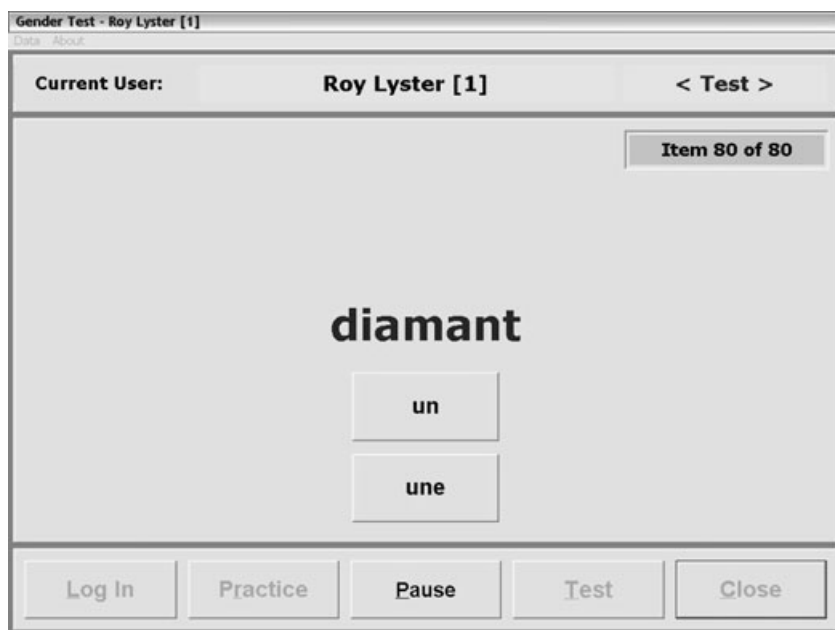 Gender Test - Roy Lyster [1]
Data About
Current User: Roy Lyster [1] < Test >
Item 80 of 80
diamant
un
une
Log In Practice Pause Test Close